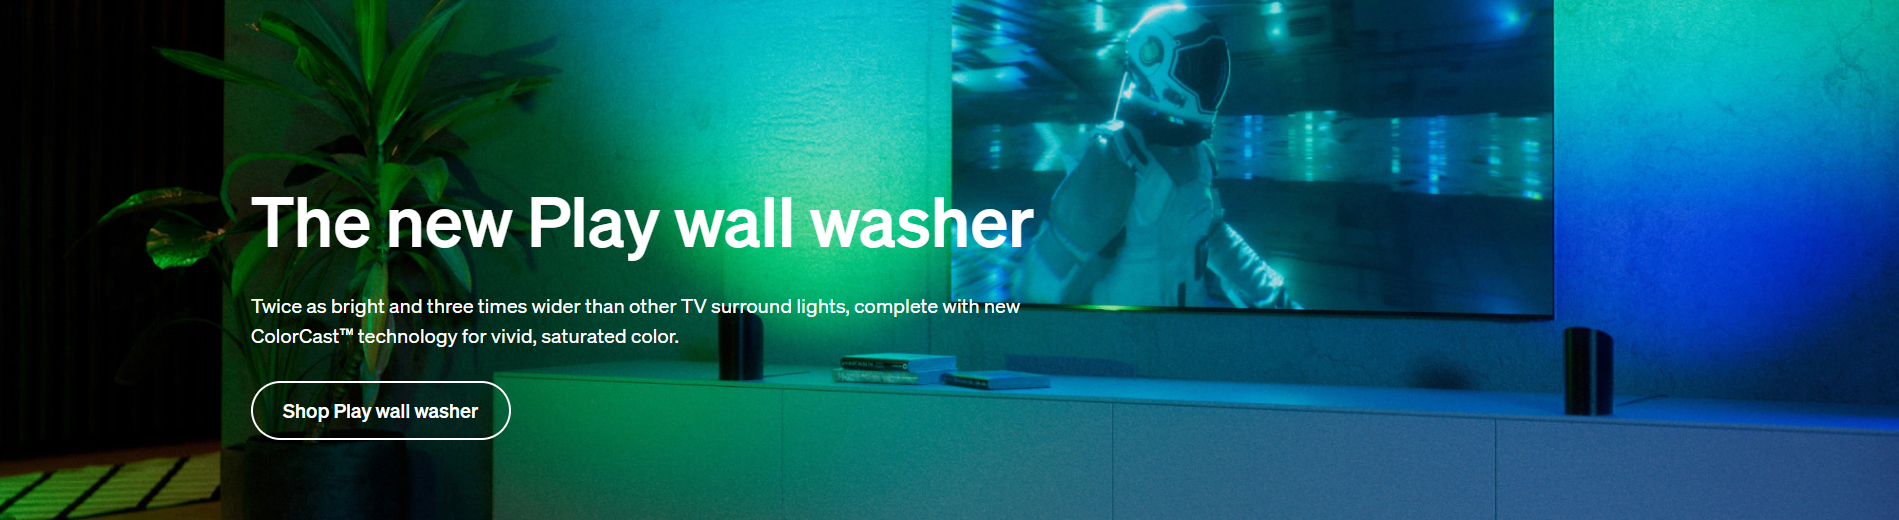 The new Play wall washer
Twice as bright and three times wider than other TV surround lights, complete with new
ColorCast™ technology for vivid, saturated color.
Shop Play wall washer